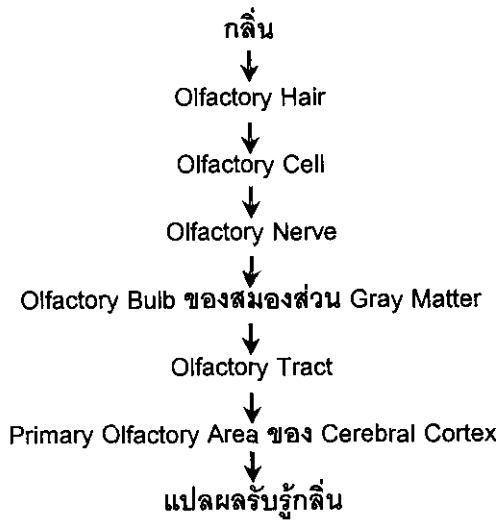 กลิ่น
Olfactory Hair
Olfactory Cell
Olfactory Nerve
Olfactory Bulb ของสมองส่วน Gray Matter
Olfactory Tract
Primary Olfactory Area ของ Cerebral Cortex
แปลผลรับรู้กลิ่น